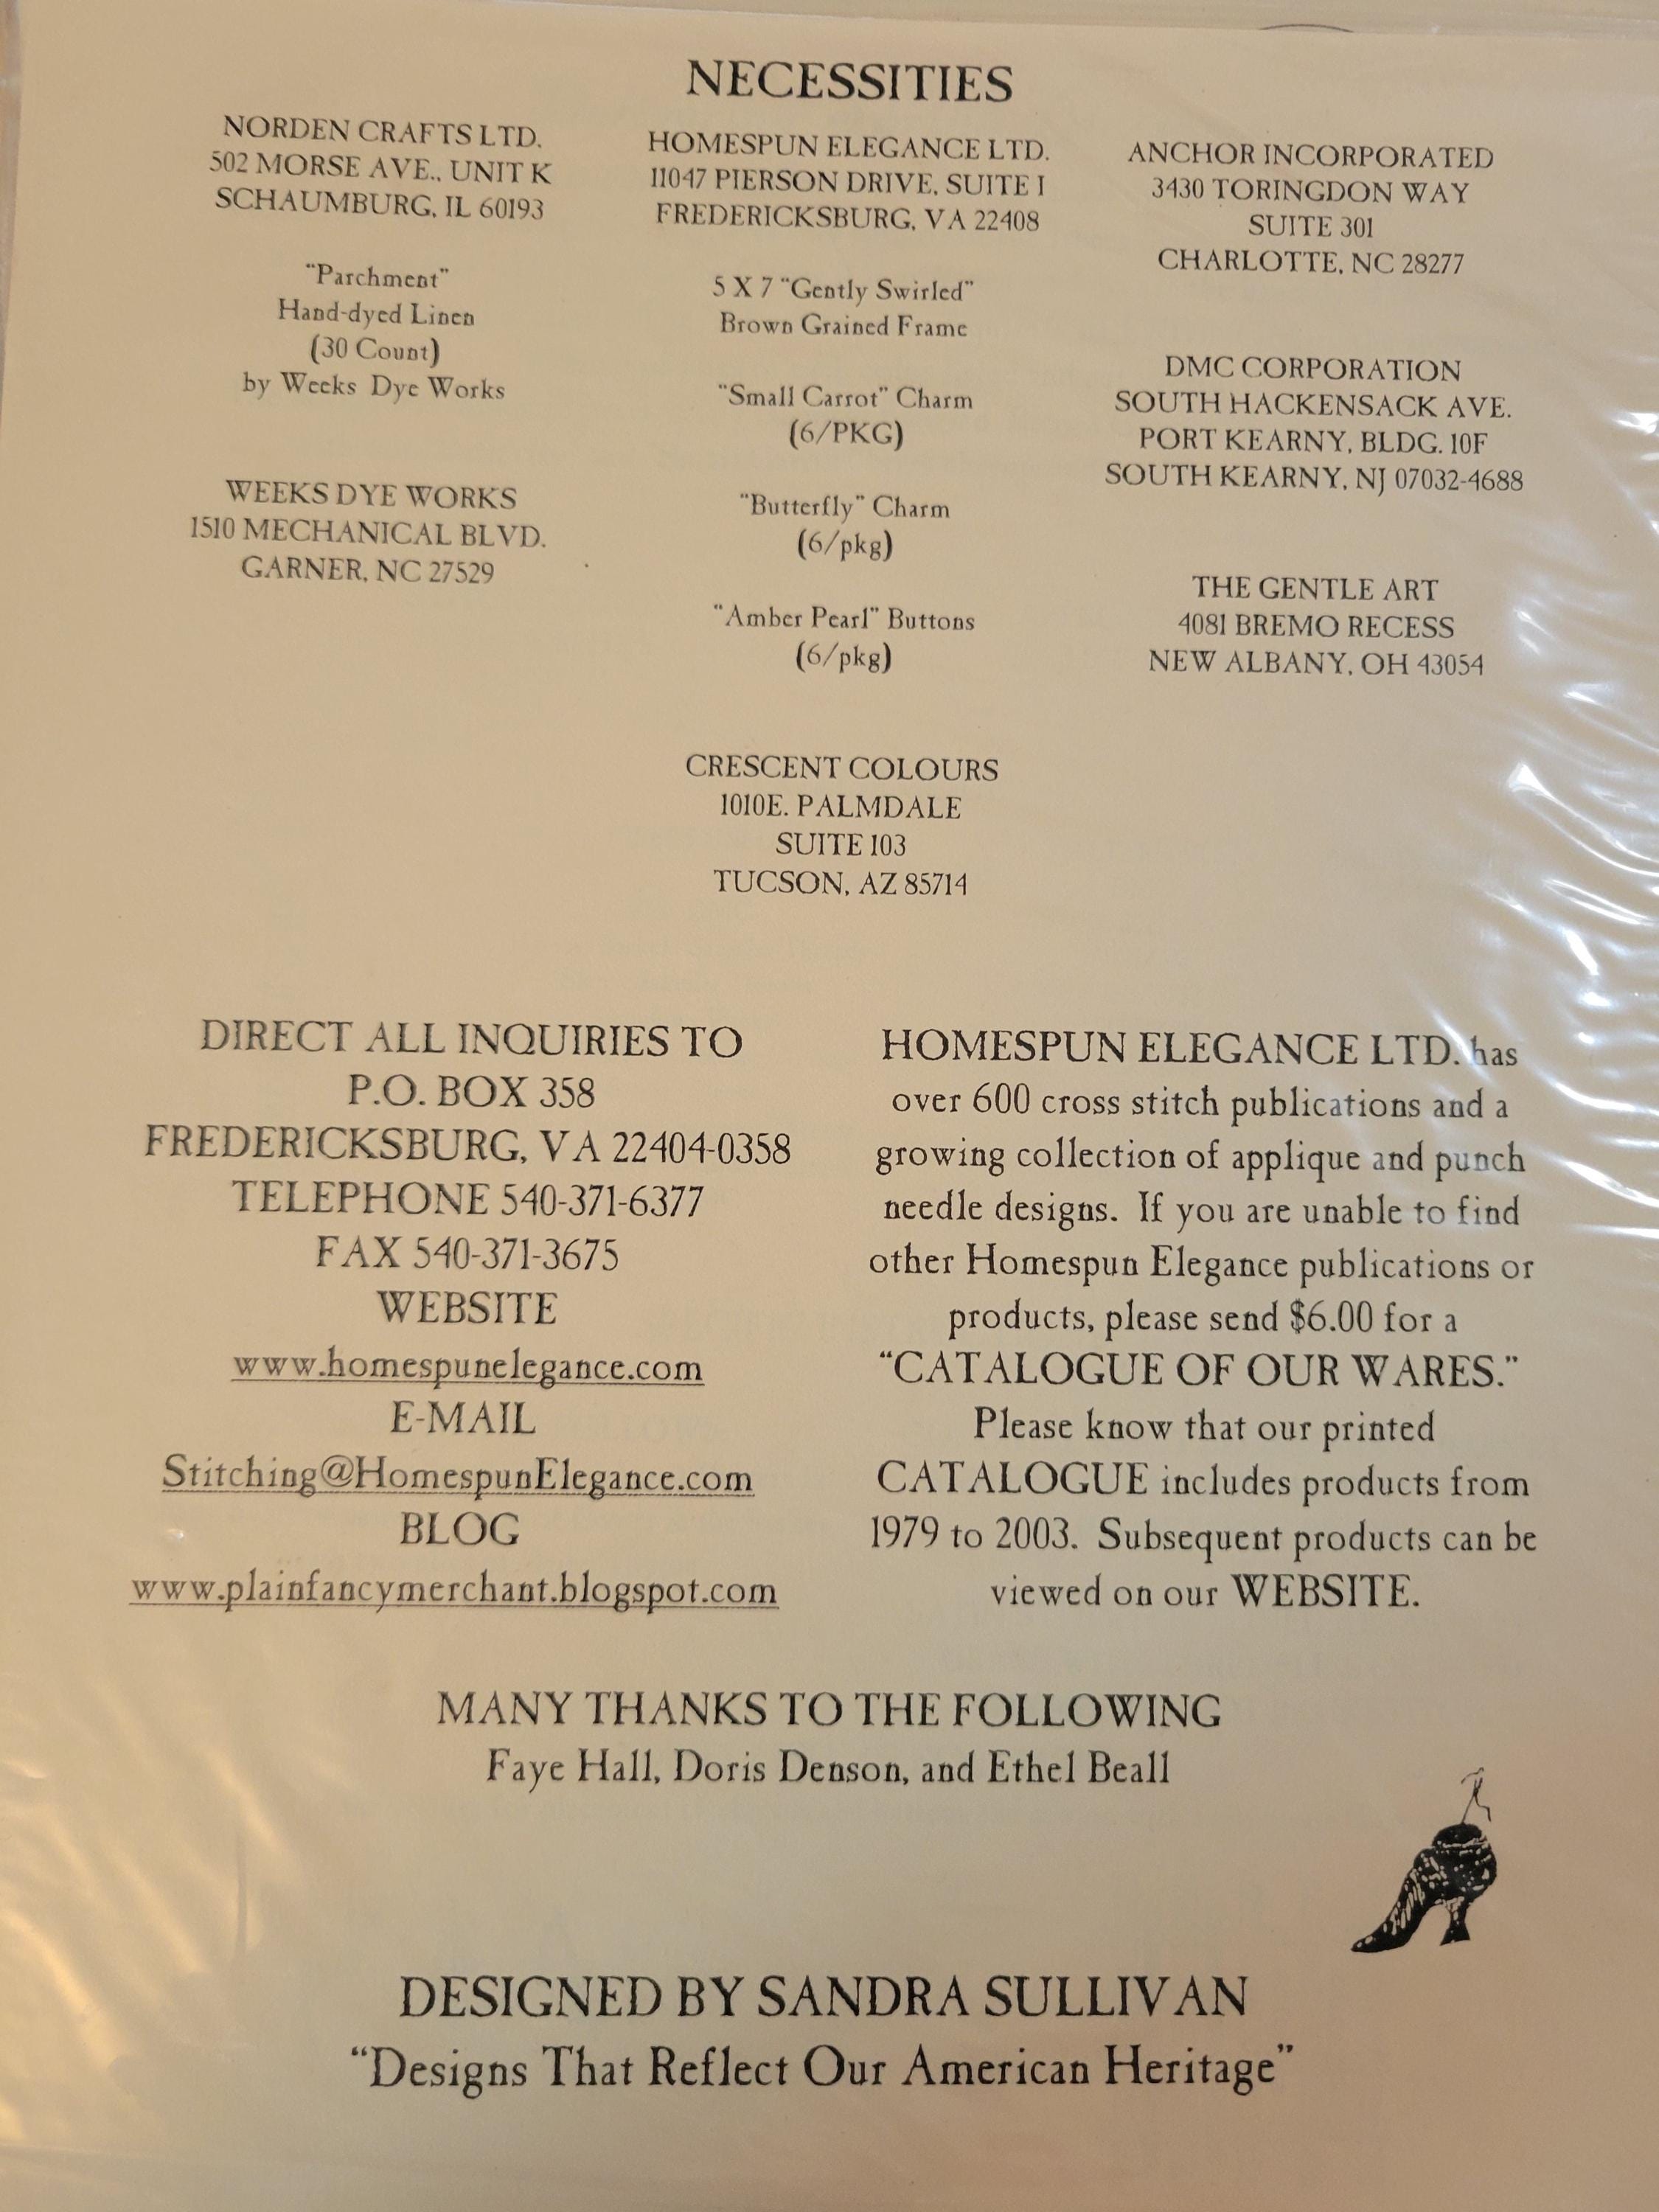 NECESSITIES
NORDEN CRAFTS LTD.
502 MORSE AVE., UNIT K
SCHAUMBURG, IL 60193
"Parchment"
Hand-dyed Linen
(30 Count)
by Weeks Dye Works
WEEKS DYE WORKS
1510 MECHANICAL BLVD.
GARNER, NC 27529
HOMESPUN ELEGANCE LTD.
11047 PIERSON DRIVE, SUITE I
FREDERICKSBURG, VA 22408
5 X 7 "Gently Swirled"
Brown Grained Frame
"Small Carrot" Charm
(6/PKG)
"Butterfly" Charm
(6/pkg)
"Amber Pearl" Buttons
(6/pkg)
ANCHOR INCORPORATED
3430 TORINGDON WAY
SUITE 301
CHARLOTTE, NC 28277
DMC CORPORATION
SOUTH HACKENSACK AVE.
PORT KEARNY, BLDG. 10F
SOUTH KEARNY, NJ 07032-4688
THE GENTLE ART
4081 BREMO RECESS
NEW ALBANY, OH 43054
CRESCENT COLOURS
1010E. PALMDALE
SUITE 103
TUCSON, AZ 85714
DIRECT ALL INQUIRIES TO
P.O. BOX 358
FREDERICKSBURG, VA 22404-0358
TELEPHONE 540-371-6377
FAX 540-371-3675
WEBSITE
www.homespunelegance.com
E-MAIL
Stitching@HomespunElegance.com
BLOG
www.plainfancymerchant.blogspot.com
HOMESPUN ELEGANCE LTD. has
over 600 cross stitch publications and a
growing collection of applique and punch
needle designs. If you are unable to find
other Homespun Elegance publications or
products, please send $6.00 for a
"CATALOGUE OF OUR WARES."
Please know that our printed
CATALOGUE includes products from
1979 to 2003. Subsequent products can be
viewed on our WEBSITE.
MANY THANKS TO THE FOLLOWING
Faye Hall, Doris Denson, and Ethel Beall
DESIGNED BY SANDRA SULLIVAN
"Designs That Reflect Our American Heritage"